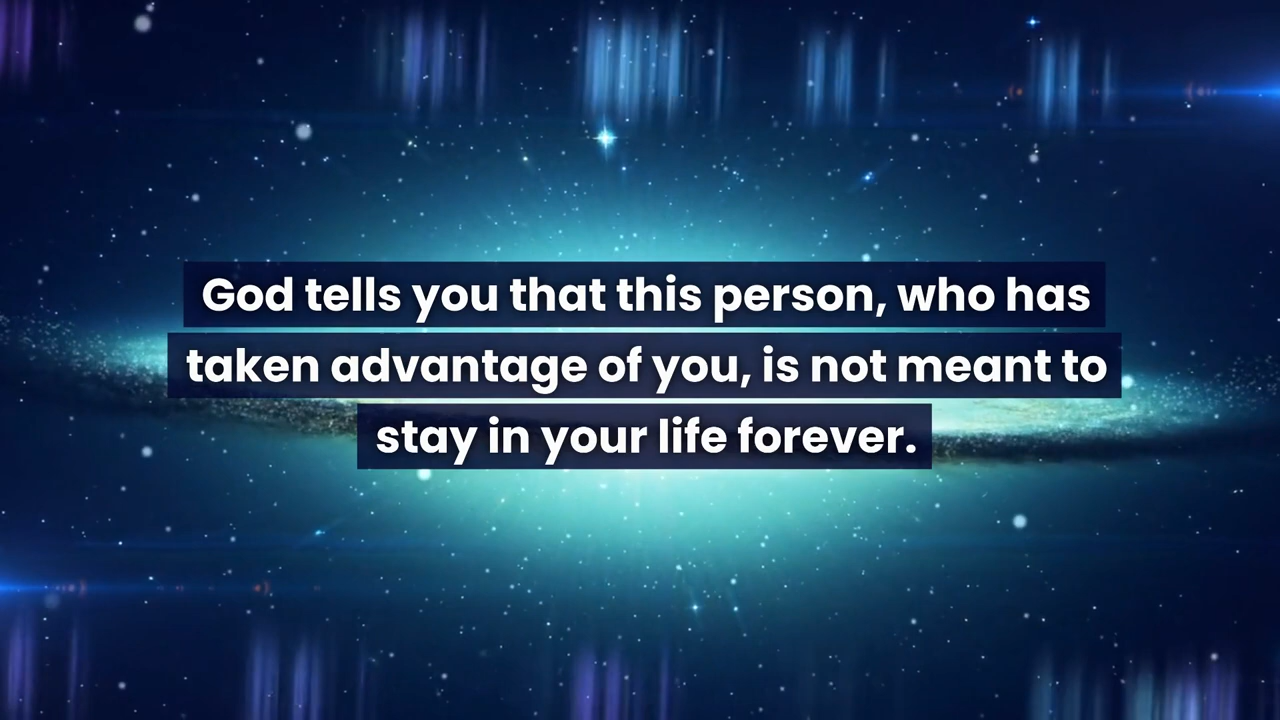 God tells you that this person, who has
taken advantage of you, is not meant to
stay in your life forever.